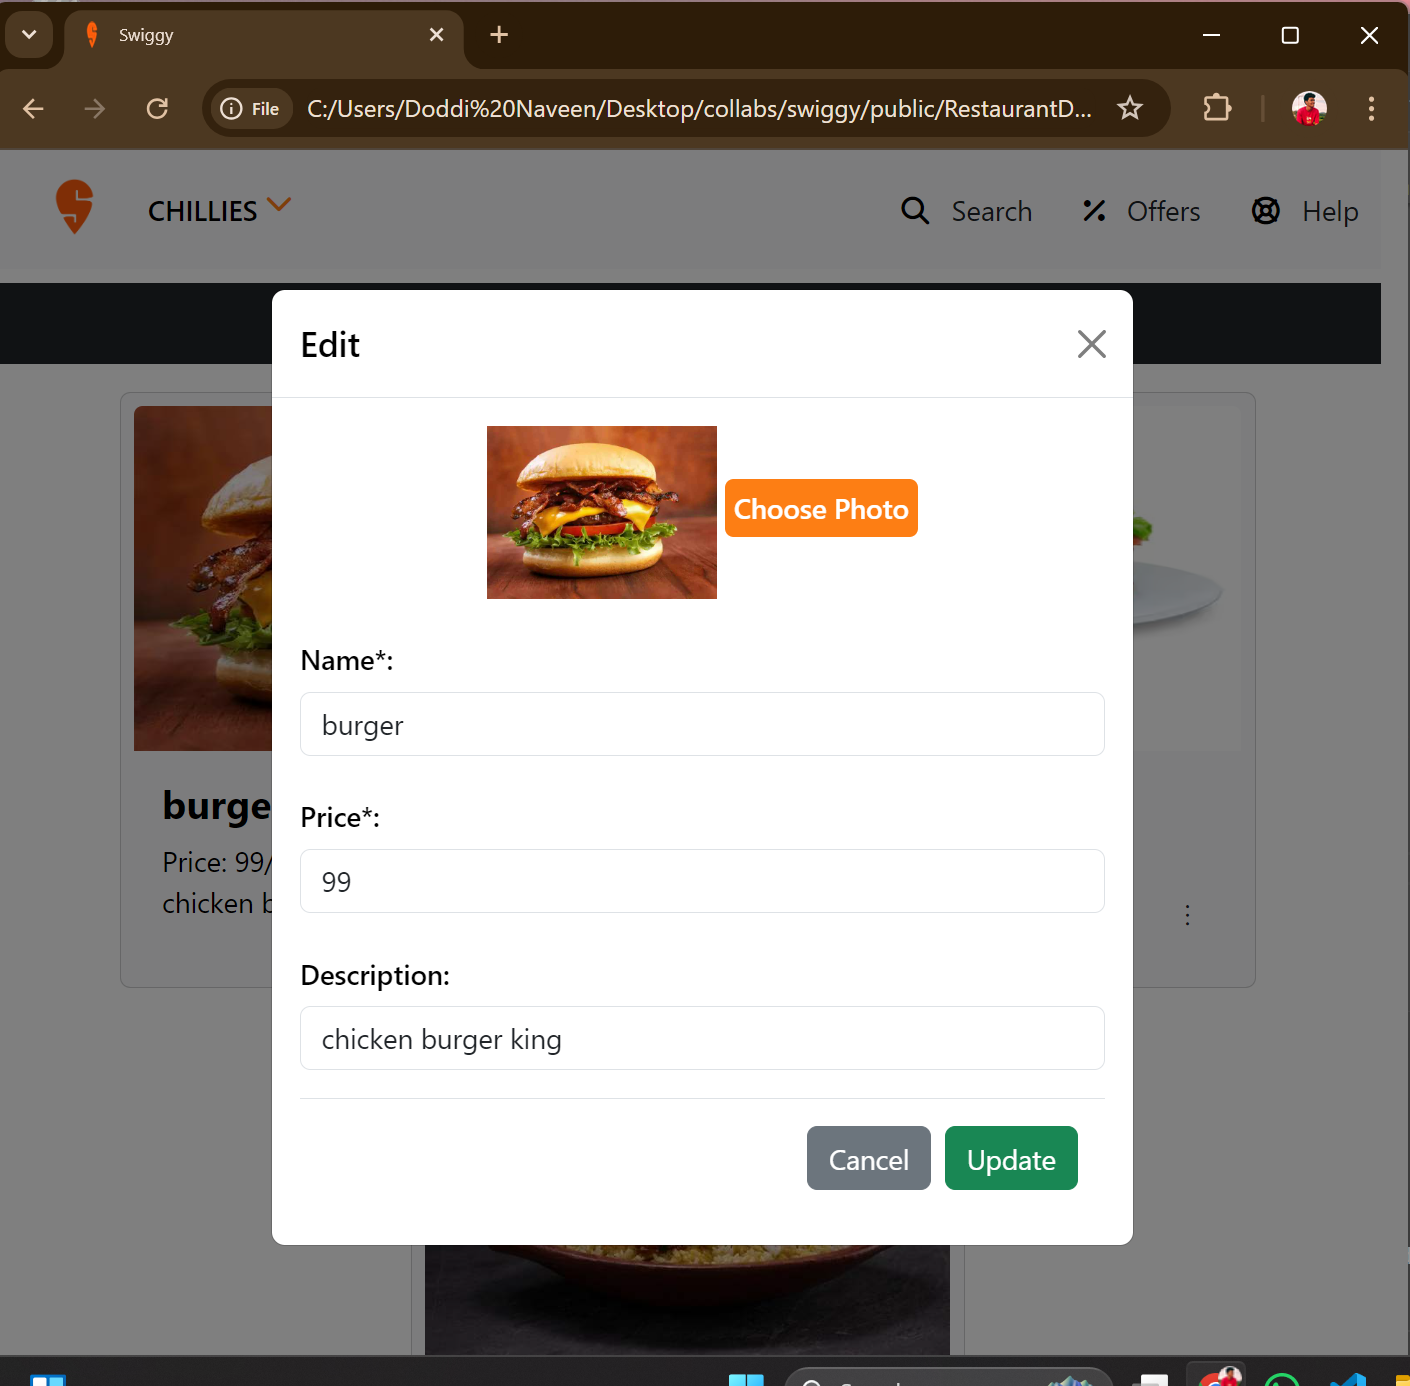 Swiggy
File
C:/Users/Doddi%20Naveen/Desktop/collabs/swiggy/public/RestaurantD...
CHILLIES
Search
Offers
Help
Edit
Choose Photo
Name*:
burger
Price*:
99
Description:
chicken burger king
Cancel
Update
burge
Price: 99/
chicken b